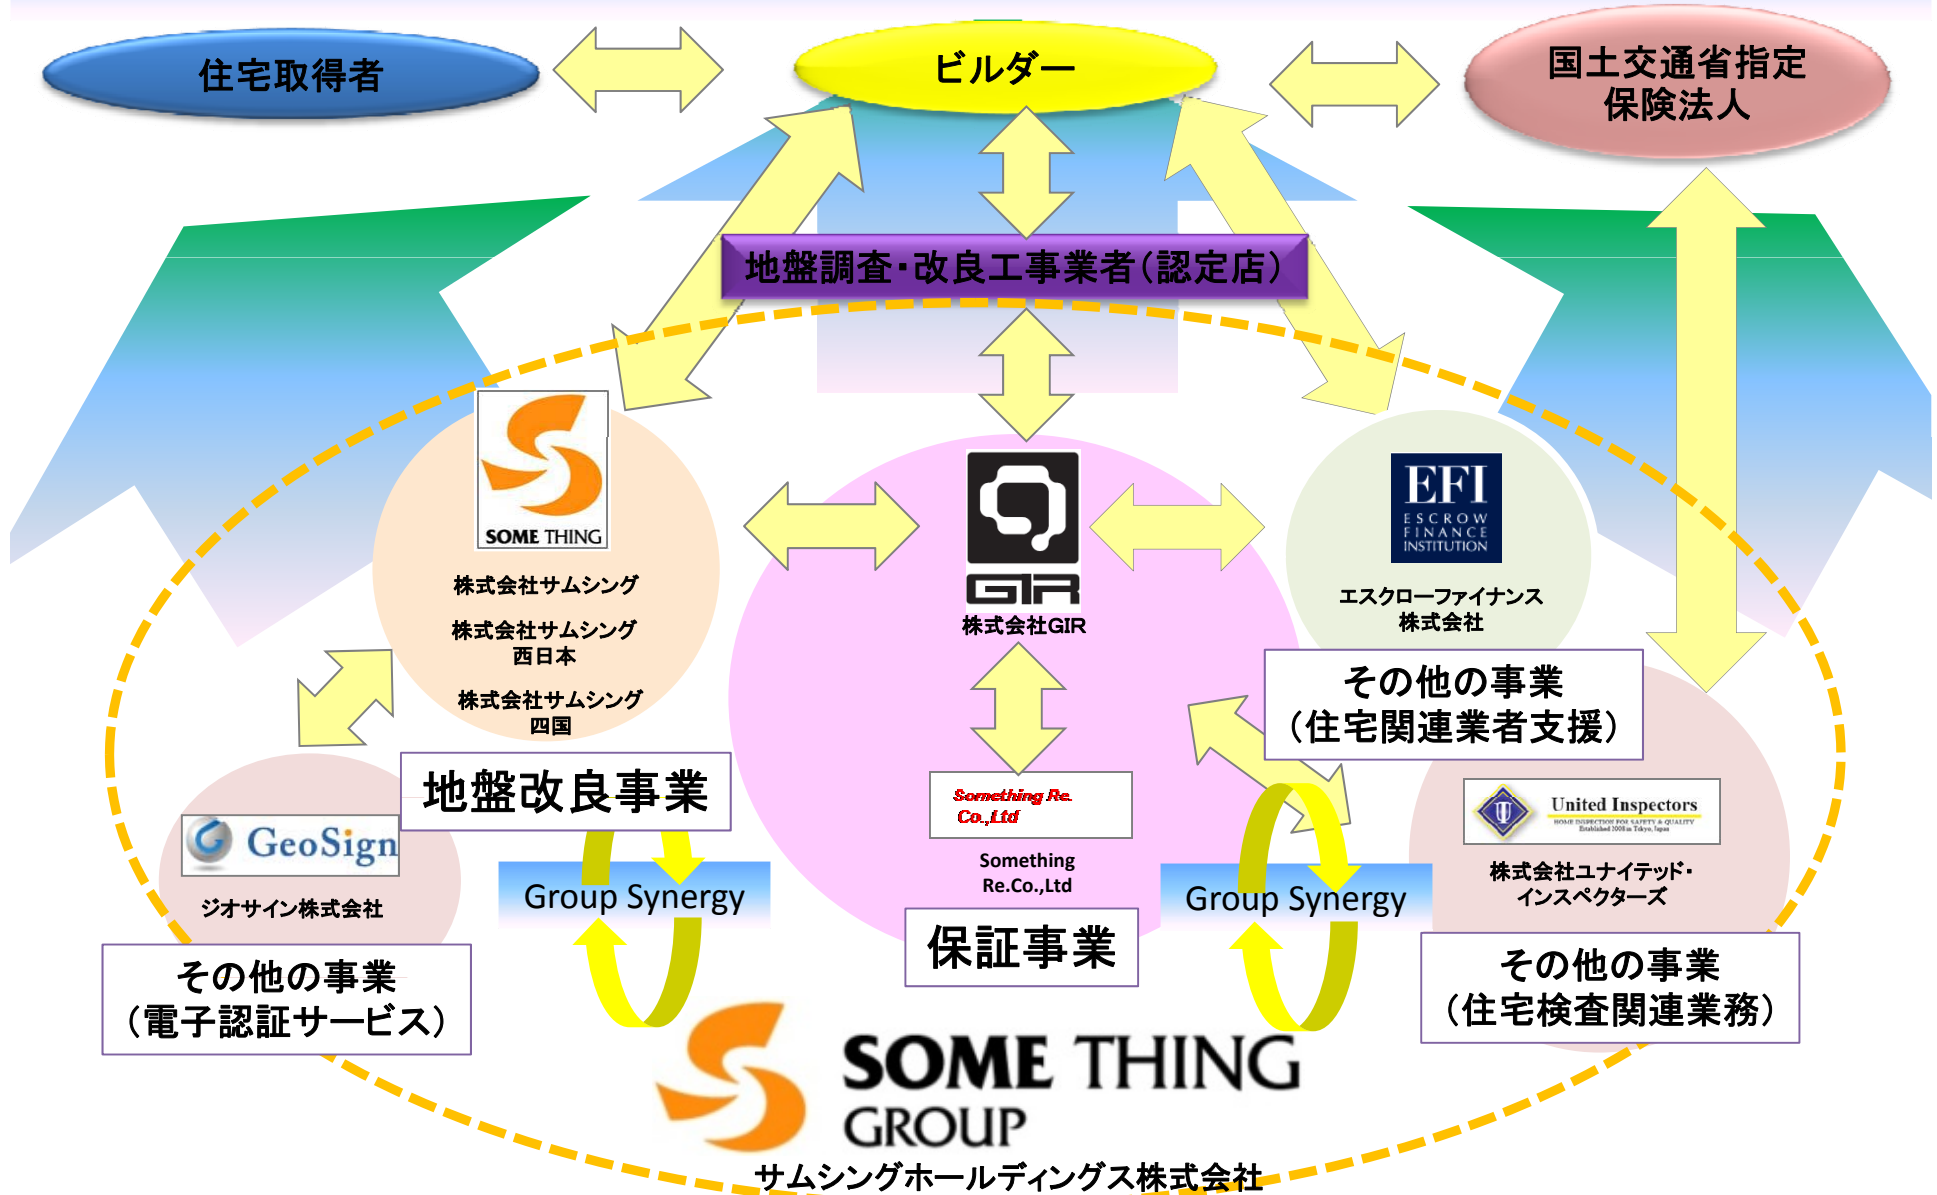 住宅取得者
ビルダー
国土交通省指定
保険法人
地盤調査・改良工事業者（認定店）
SOME THING
株式会社サムシング
株式会社サムシング
西日本
株式会社サムシング
四国
地盤改良事業
GIR
株式会社GIR
EFI
ESCROW
FINANCE
INSTITUTION
エスクローファイナンス
株式会社
その他の事業
（住宅関連業者支援）
GeoSign
ジオサイン株式会社
その他の事業
（電子認証サービス）
Group Synergy
Something Re.
Co.,Ltd
Something
Re.Co.,Ltd
保証事業
Group Synergy
United Inspectors
HOME INSPECTION FOR SAFETY & QUALITY
Established 2008 in Tokyo, Japan
株式会社ユナイテッド・
インスペクターズ
その他の事業
（住宅検査関連業務）
SOME THING
GROUP
サムシングホールディングス株式会社